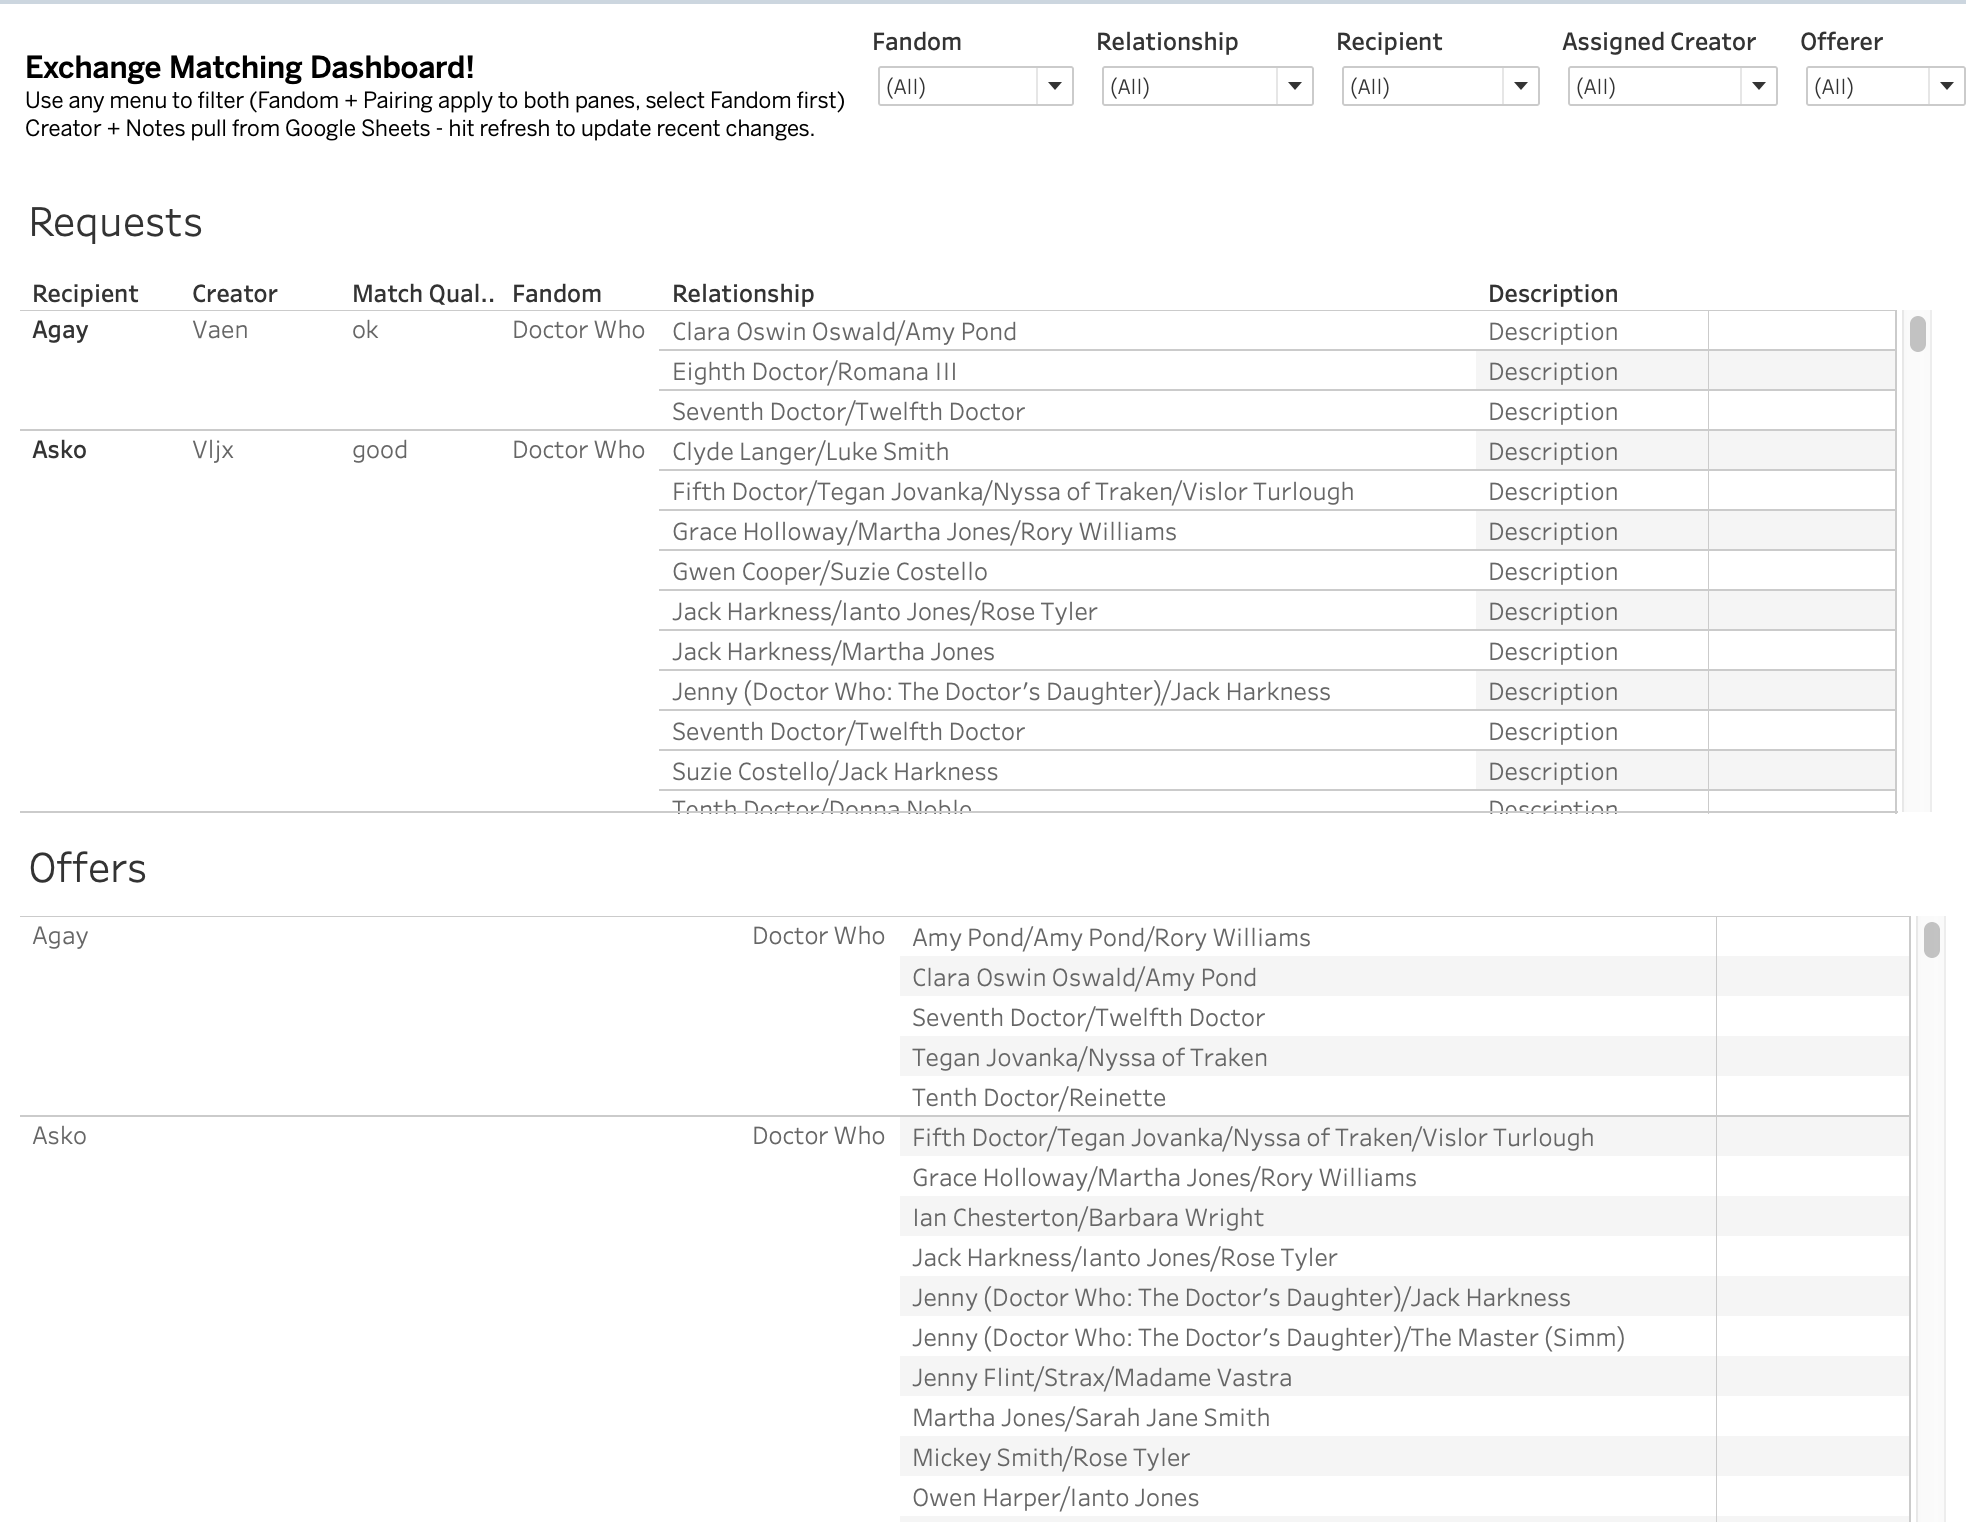 Exchange Matching Dashboard!
Use any menu to filter (Fandom + Pairing apply to both panes, select Fandom first)
Creator + Notes pull from Google Sheets - hit refresh to update recent changes.
Fandom Relationship Recipient Assigned Creator Offerer
(All) (All) (All) (All) (All)
Requests
Recipient Creator Match Qual.. Fandom Relationship Description
Agay Vaen ok Doctor Who Clara Oswin Oswald/Amy Pond Description
Eighth Doctor/Romana III Description
Seventh Doctor/Twelfth Doctor Description
Asko Vljx good Doctor Who Clyde Langer/Luke Smith Description
Fifth Doctor/Tegan Jovanka/Nyssa of Traken/Vislor Turlough Description
Grace Holloway/Martha Jones/Rory Williams Description
Gwen Cooper/Suzie Costello Description
Jack Harkness/Ianto Jones/Rose Tyler Description
Jack Harkness/Martha Jones Description
Jenny (Doctor Who: The Doctor's Daughter)/Jack Harkness Description
Seventh Doctor/Twelfth Doctor Description
Suzie Costello/Jack Harkness Description
Tenth Doctor/Donna Noble Description
Offers
Agay Doctor Who Amy Pond/Amy Pond/Rory Williams
Clara Oswin Oswald/Amy Pond
Seventh Doctor/Twelfth Doctor
Tegan Jovanka/Nyssa of Traken
Tenth Doctor/Reinette
Asko Doctor Who Fifth Doctor/Tegan Jovanka/Nyssa of Traken/Vislor Turlough
Grace Holloway/Martha Jones/Rory Williams
Ian Chesterton/Barbara Wright
Jack Harkness/Ianto Jones/Rose Tyler
Jenny (Doctor Who: The Doctor's Daughter)/Jack Harkness
Jenny (Doctor Who: The Doctor's Daughter)/The Master (Simm)
Jenny Flint/Strax/Madame Vastra
Martha Jones/Sarah Jane Smith
Mickey Smith/Rose Tyler
Owen Harper/Ianto Jones